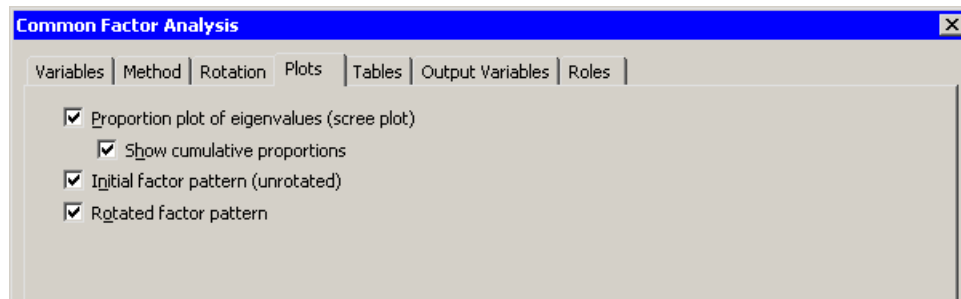 Common Factor Analysis
Variables Method Rotation Plots Tables Output Variables Roles
Proportion plot of eigenvalues (scree plot)
Show cumulative proportions
Initial factor pattern (unrotated)
Rotated factor pattern